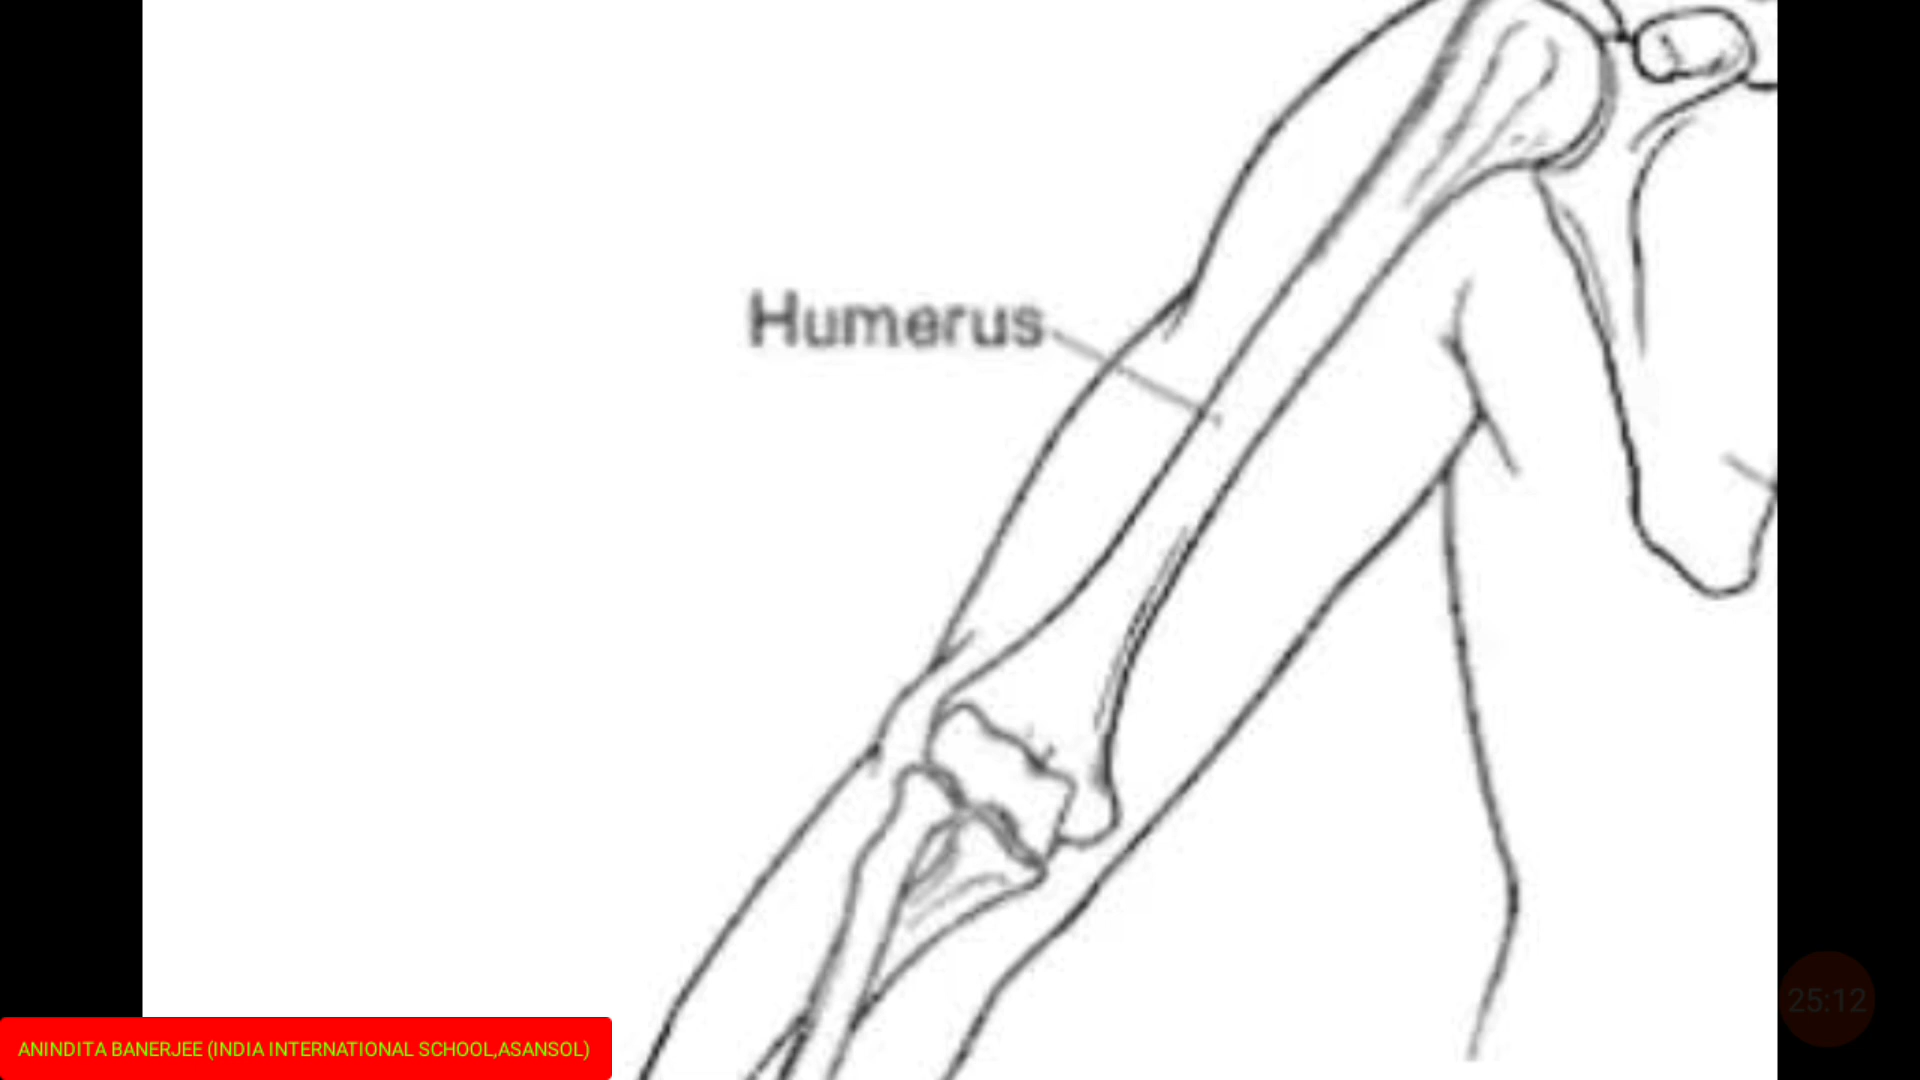 Humerus
25:12
ANINDITA BANERJEE (INDIA INTERNATIONAL SCHOOL,ASANSOL)